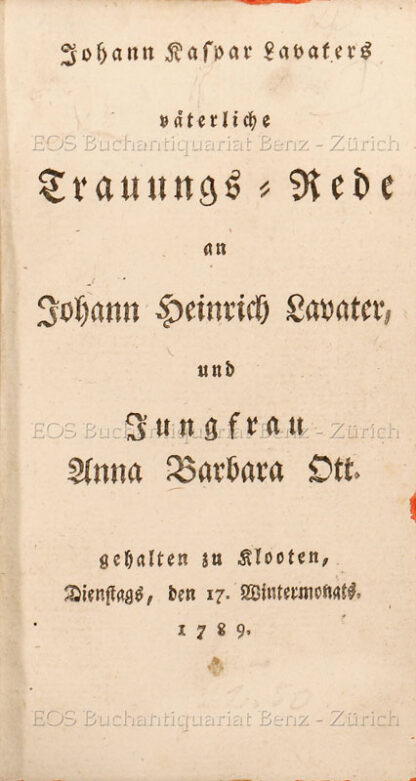 Johann Kaſpar Lavaters
väterliche
EOS Buchantiquariat Benz - Zürich
Trauungs⸗Rede
an
Johann Heinrich Lavater,
und
EOS Buchantiquariat Benz - Zürich
Jungfrau
Anna Barbara Ott.
gehalten zu Klooten,
Dienſtags, den 17. Wintermonats.
1789.
EOS Buchantiquariat Benz - Zürich